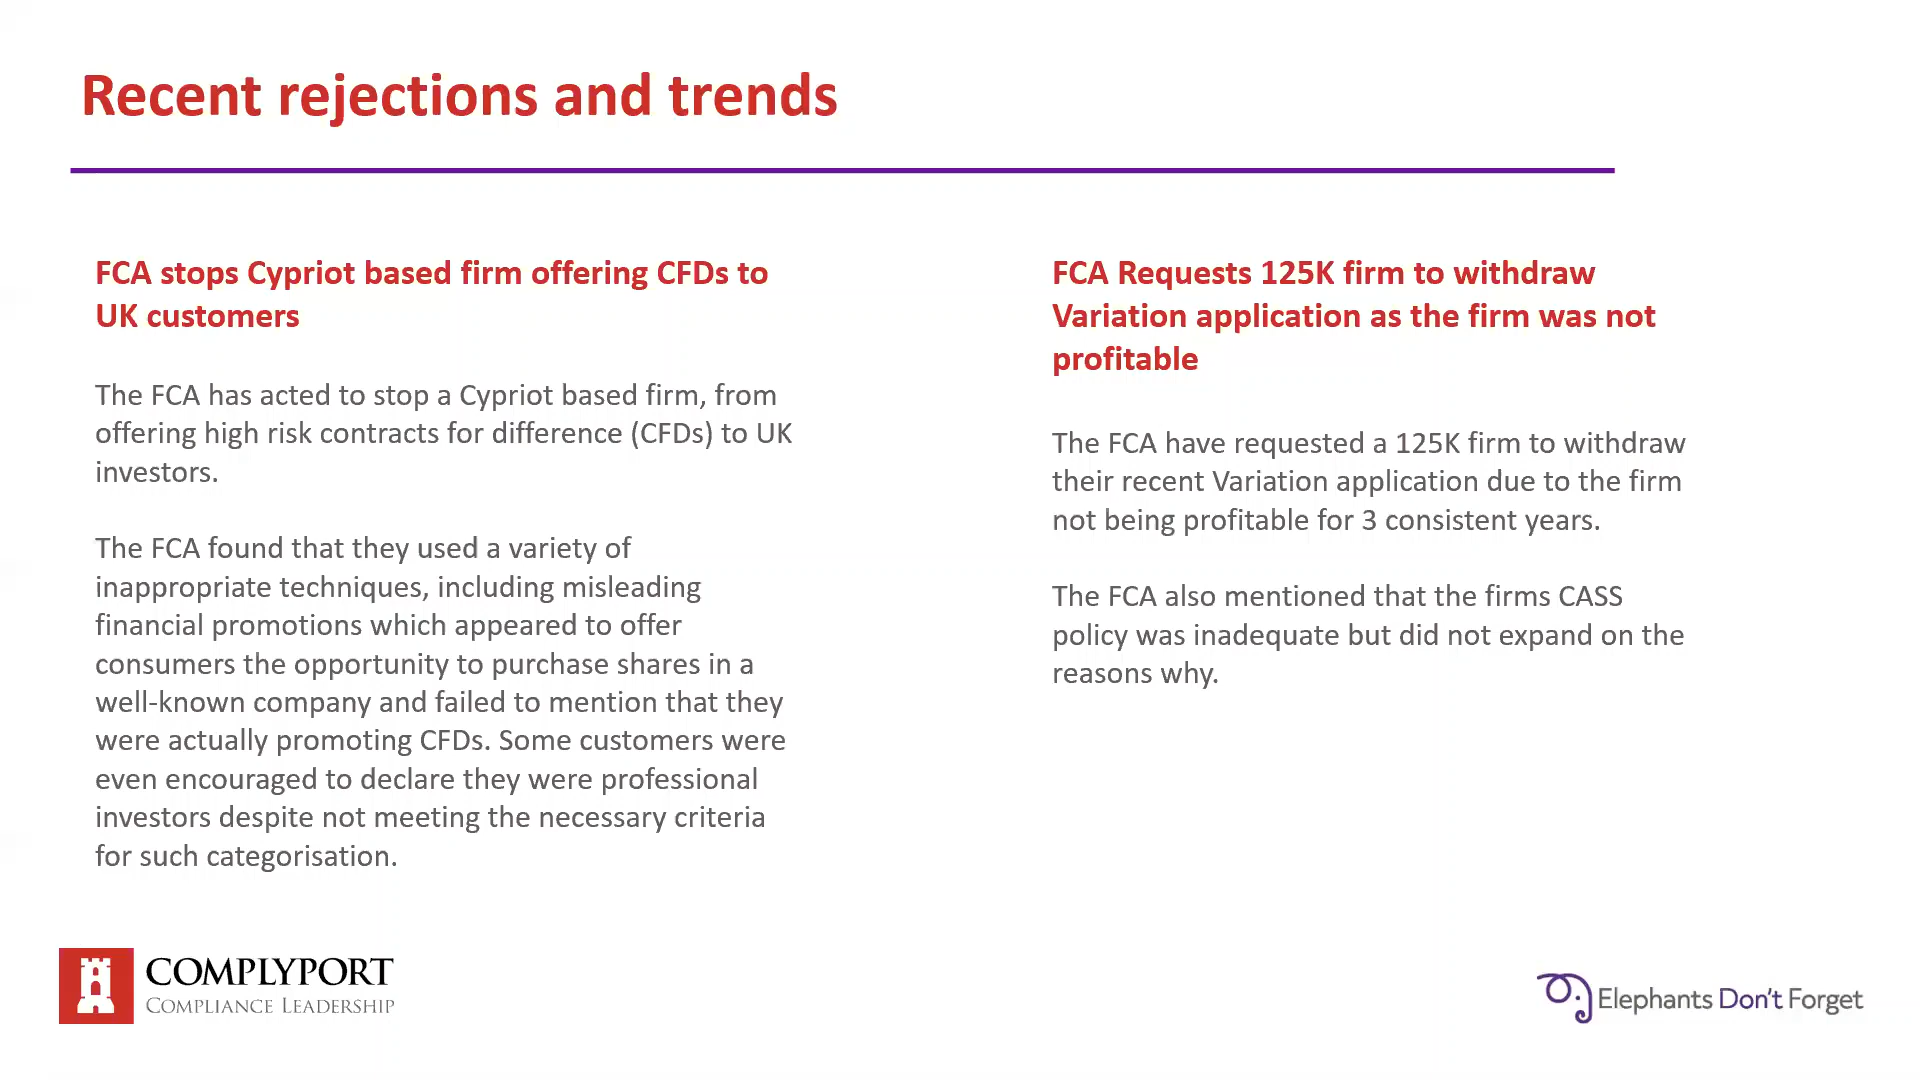 Recent rejections and trends
FCA stops Cypriot based firm offering CFDs to
UK customers
The FCA has acted to stop a Cypriot based firm, from
offering high risk contracts for difference (CFDs) to UK
investors.
The FCA found that they used a variety of
inappropriate techniques, including misleading
financial promotions which appeared to offer
consumers the opportunity to purchase shares in a
well-known company and failed to mention that they
were actually promoting CFDs. Some customers were
even encouraged to declare they were professional
investors despite not meeting the necessary criteria
for such categorisation.
FCA Requests 125K firm to withdraw
Variation application as the firm was not
profitable
The FCA have requested a 125K firm to withdraw
their recent Variation application due to the firm
not being profitable for 3 consistent years.
The FCA also mentioned that the firms CASS
policy was inadequate but did not expand on the
reasons why.
COMPLYPORT
COMPLIANCE LEADERSHIP
Elephants Don't Forget